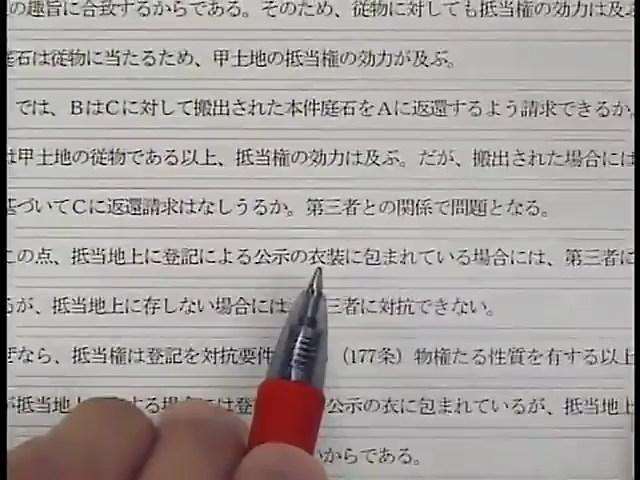 の趣旨に合致するからである。そのため、従物に対しても抵当権の効力は及
石は従物に当たるため、甲土地の抵当権の効力が及ぶ。
では、BはCに対して搬出された本件庭石をAに返還するよう請求できるか
は甲土地の従物である以上、抵当権の効力は及ぶ。だが、搬出された場合には
づいてCに返還請求はなしうるか。第三者との関係で問題となる。
この点、抵当地上に登記による公示の衣装に包まれている場合には、第三者に
が、抵当地上に存しない場合には 三者に対抗できない。
なら、抵当権は登記を対抗要件 (177条)物権たる性質を有する以上
抵当地 する場合には登 公示の衣に包まれているが、抵当地上
からである。